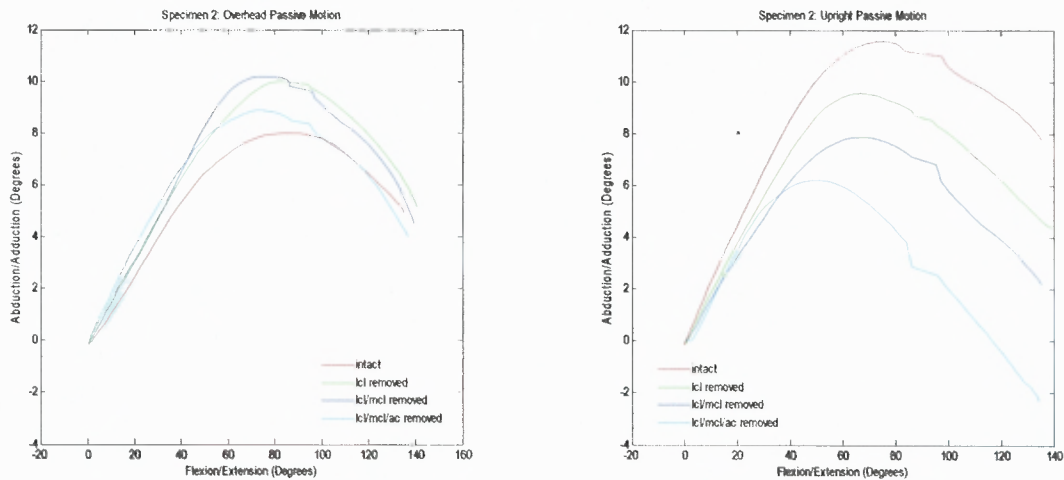 Specimen 2: Overhead Passive Motion
12
10
8
6
4
2
0
-2
-4
Abduction/Adduction (Degrees)
intact
lcl removed
lcl/mcl removed
lcl/mcl/ac removed
-20 0 20 40 60 80 100 120 140 160
Flexion/Extension (Degrees)
Specimen 2: Upright Passive Motion
12
10
8
6
4
2
0
-2
-4
Abduction/Adduction (Degrees)
intact
lcl removed
lcl/mcl removed
lcl/mcl/ac removed
-20 0 20 40 60 80 100 120 140
Flexion/Extension (Degrees)